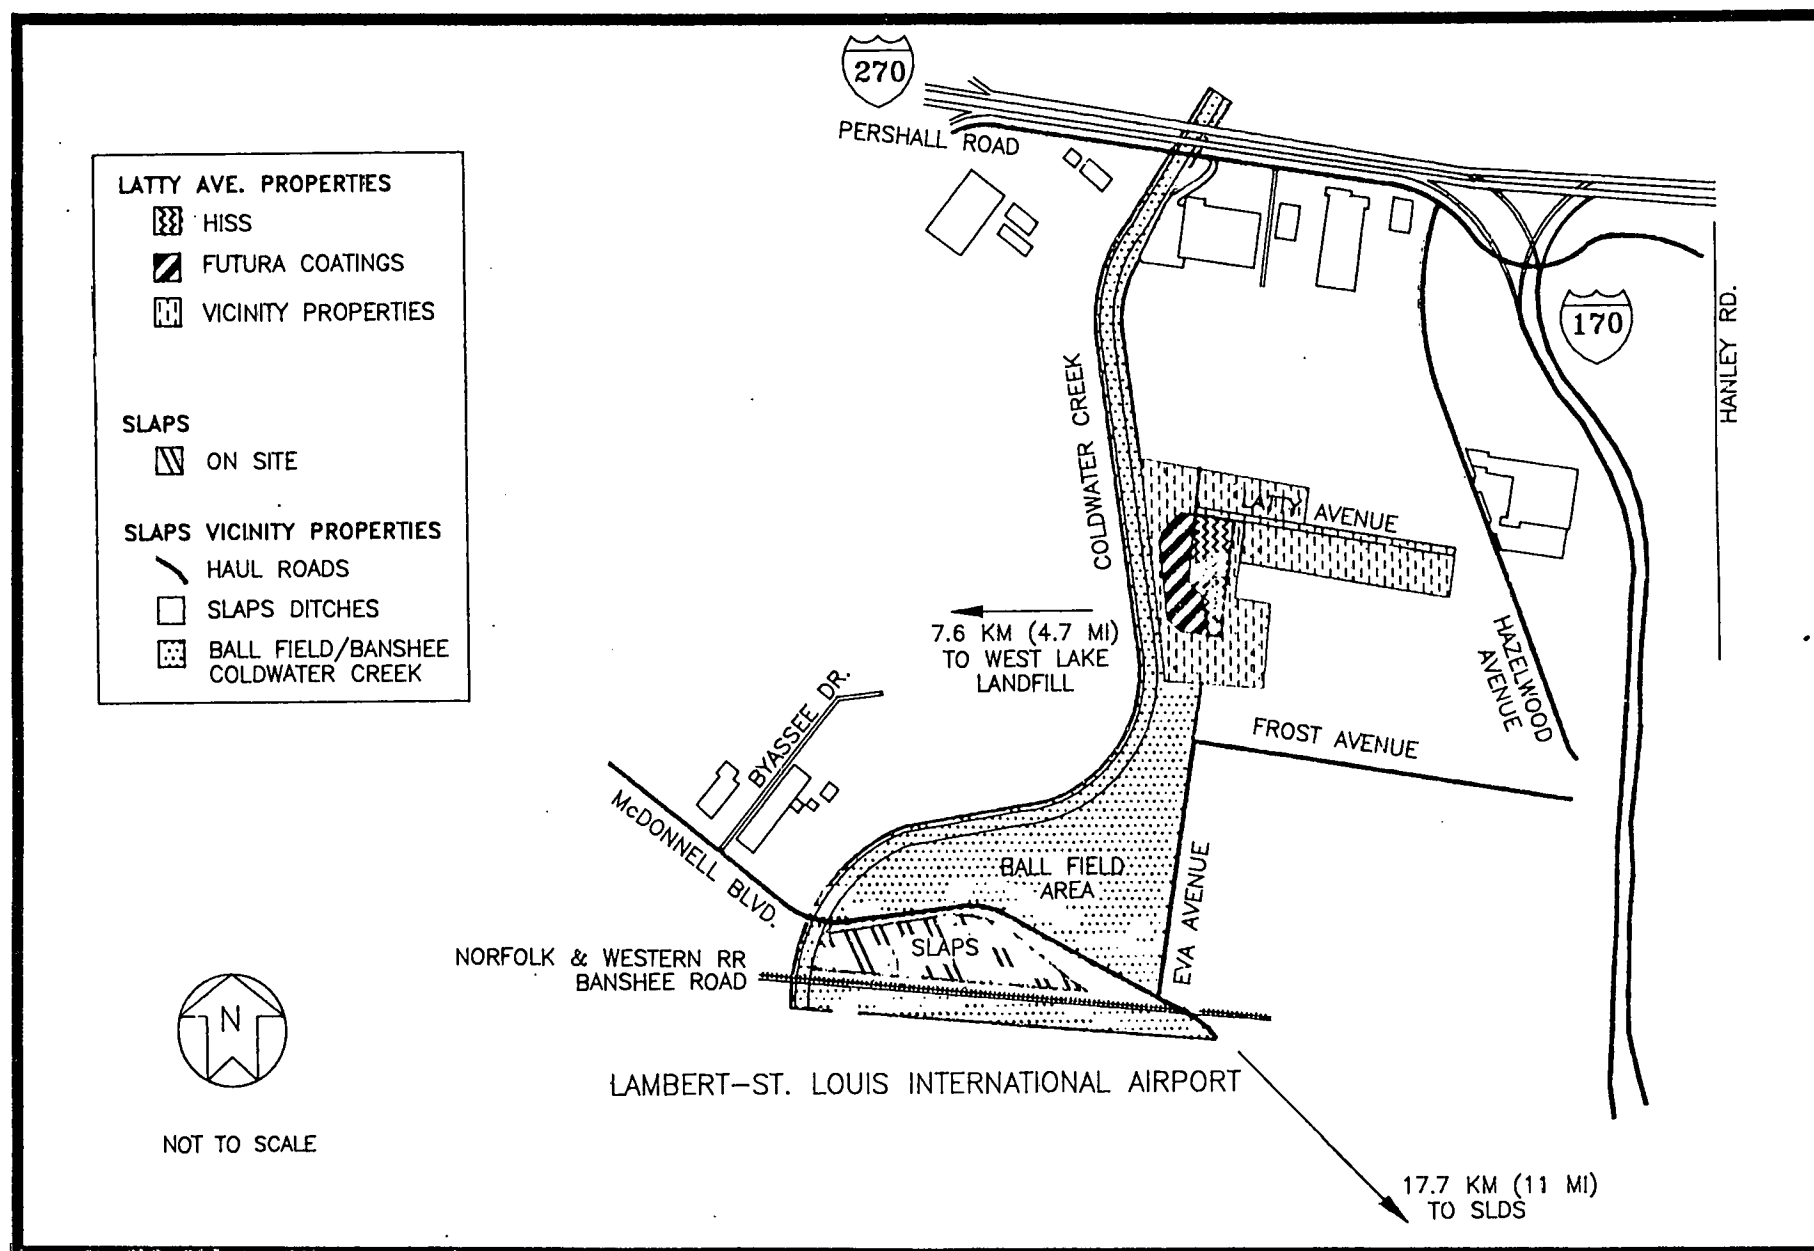 270
PERSHALL ROAD
LATTY AVE. PROPERTIES
HISS
FUTURA COATINGS
VICINITY PROPERTIES
SLAPS
ON SITE
SLAPS VICINITY PROPERTIES
HAUL ROADS
SLAPS DITCHES
BALL FIELD/BANSHEE
COLDWATER CREEK
170
HANLEY RD.
COLDWATER CREEK
LATTY AVENUE
HAZELWOOD
AVENUE
7.6 KM (4.7 MI)
TO WEST LAKE
LANDFILL
BYASSEE DR.
FROST AVENUE
McDONNELL BLVD.
BALL FIELD
AREA
EVA AVENUE
SLAPS
NORFOLK & WESTERN RR
BANSHEE ROAD
N
LAMBERT-ST. LOUIS INTERNATIONAL AIRPORT
NOT TO SCALE
17.7 KM (11 MI)
TO SLDS